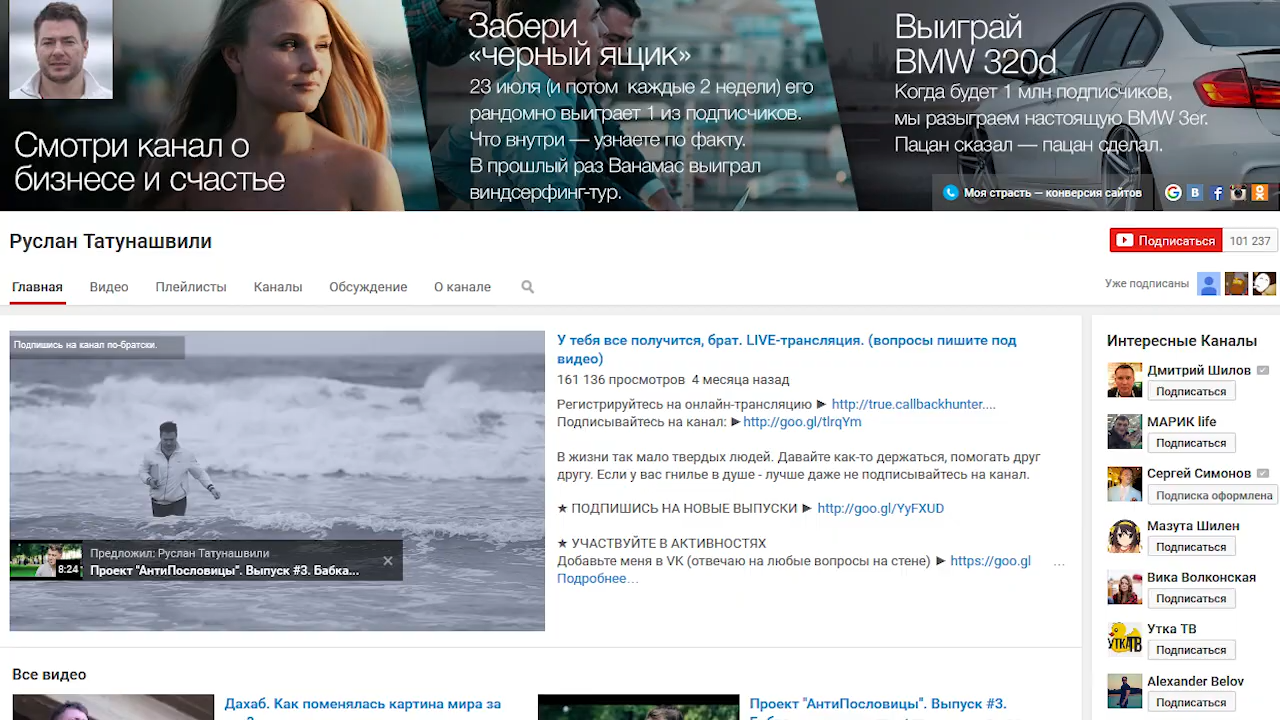 Смотри канал о
бизнесе и счастье
Забери
«черный ящик»
23 июля (и потом каждые 2 недели) его
рандомно выиграет 1 из подписчиков.
Что внутри — узнаете по факту.
В прошлый раз Ванамас выиграл
виндсерфинг-тур.
Выиграй
BMW 320d
Когда будет 1 млн подписчиков,
мы разыграем настоящую BMW 3er.
Пацан сказал — пацан сделал.
Моя страсть — конверсия сайтов
Руслан Татунашвили
Подписаться 101 237
Главная Видео Плейлисты Каналы Обсуждение О канале
Уже подписаны
Подпишись на канал по-братски.
Предложил: Руслан Татунашвили
8:24 Проект "АнтиПословицы". Выпуск #3. Бабка...
У тебя все получится, брат. LIVE-трансляция. (вопросы пишите под
видео)
161 136 просмотров 4 месяца назад
Регистрируйтесь на онлайн-трансляцию ► http://true.callbackhunter....
Подписывайтесь на канал: ►http://goo.gl/tlrqYm
В жизни так мало твердых людей. Давайте как-то держаться, помогать друг
другу. Если у вас гнилье в душе - лучше даже не подписывайтесь на канал.
★ ПОДПИШИСЬ НА НОВЫЕ ВЫПУСКИ ► http://goo.gl/YyFXUD
★ УЧАСТВУЙТЕ В АКТИВНОСТЯХ
Добавьте меня в VK (отвечаю на любые вопросы на стене) ► https://goo.gl ...
Подробнее...
Интересные Каналы
Дмитрий Шилов
Подписаться
МАРИК life
Подписаться
Сергей Симонов
Подписка оформлена
Мазута Шилен
Подписаться
Вика Волконская
Подписаться
УТКАТВ
Утка ТВ
Подписаться
Alexander Belov
Подписаться
Все видео
Дахаб. Как поменялась картина мира за
Проект "АнтиПословицы". Выпуск #3.